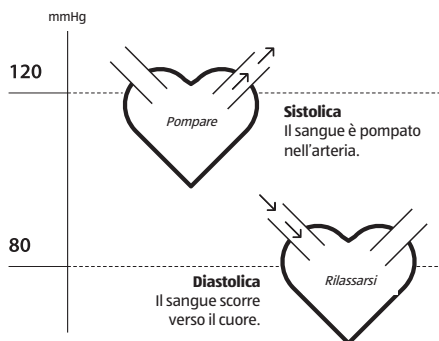 mmHg
120
Pompare
Sistolica
Il sangue è pompato
nell'arteria.
80
Diastolica
Il sangue scorre
verso il cuore.
Rilassarsi